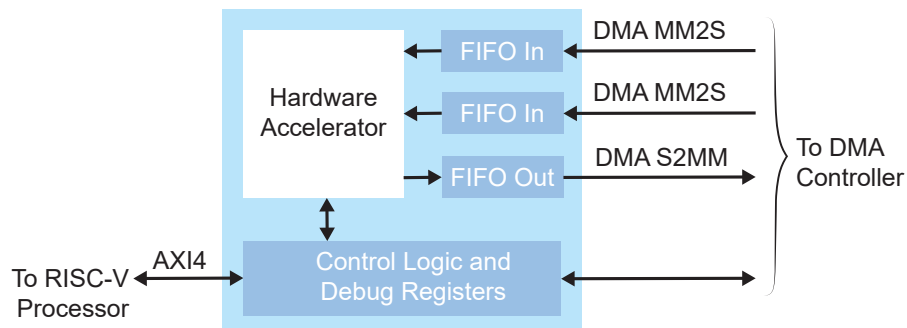 DMA MM2S
FIFO In
DMA MM2S
FIFO In
Hardware
Accelerator
DMA S2MM
FIFO Out
To DMA
Controller
AXI4
To RISC-V
Processor
Control Logic and
Debug Registers